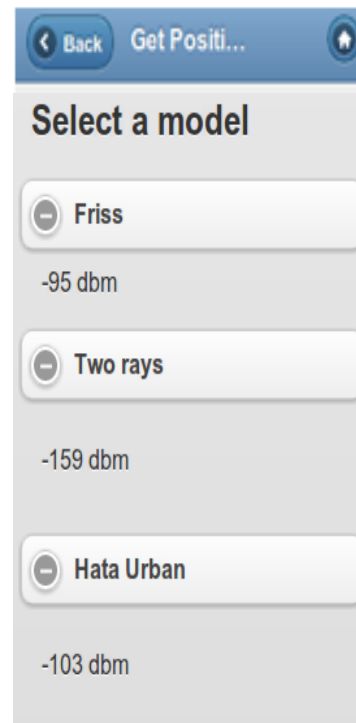 Back Get Positi...
Select a model
Friss
-95 dbm
Two rays
-159 dbm
Hata Urban
-103 dbm